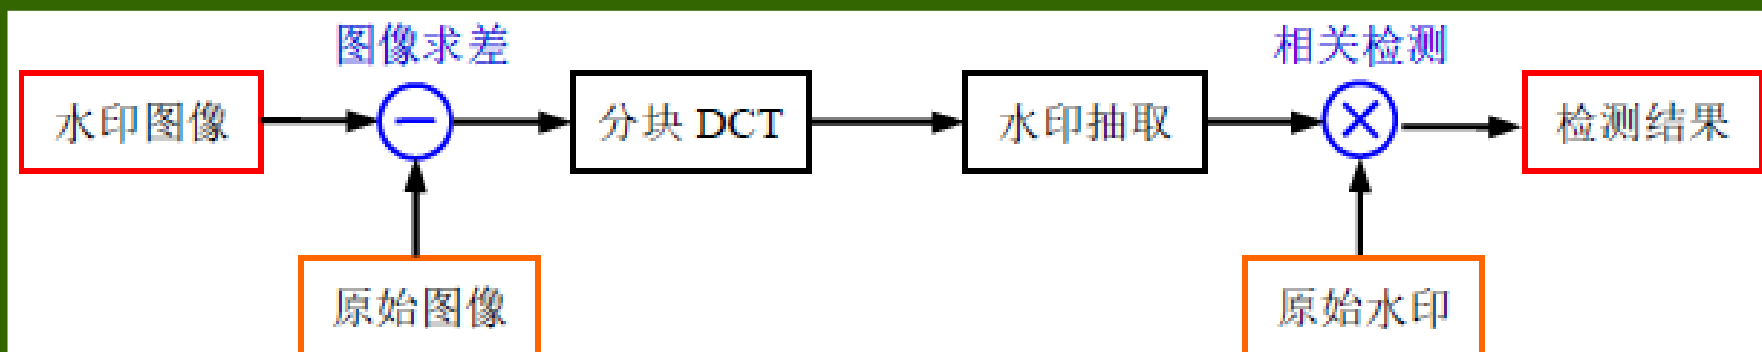 图像求差
相关检测
水印图像
分块 DCT
水印抽取
检测结果
原始图像
原始水印